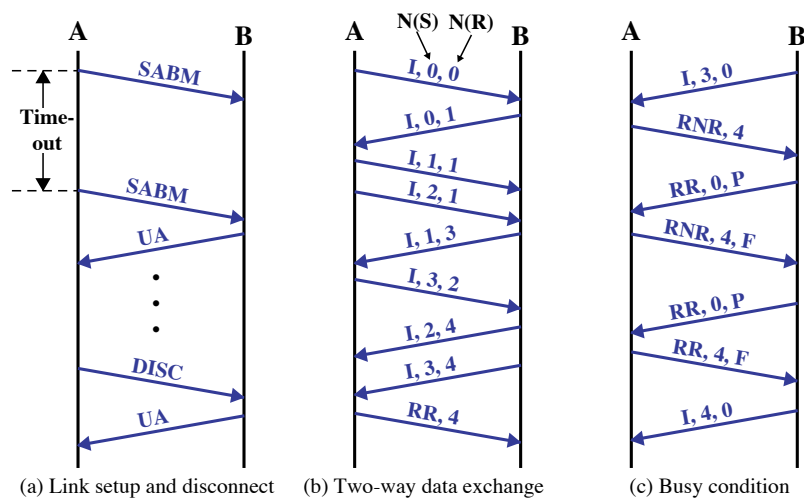 A
B
SABM
Time-
out
SABM
UA
DISC
UA
(a) Link setup and disconnect
N(S) N(R)
A
B
I, 0, 0
I, 0, 1
I, 1, 1
I, 2, 1
I, 1, 3
I, 3, 2
I, 2, 4
I, 3, 4
RR, 4
(b) Two-way data exchange
A
B
I, 3, 0
RNR, 4
RR, 0, P
RNR, 4, F
RR, 0, P
RR, 4, F
I, 4, 0
(c) Busy condition